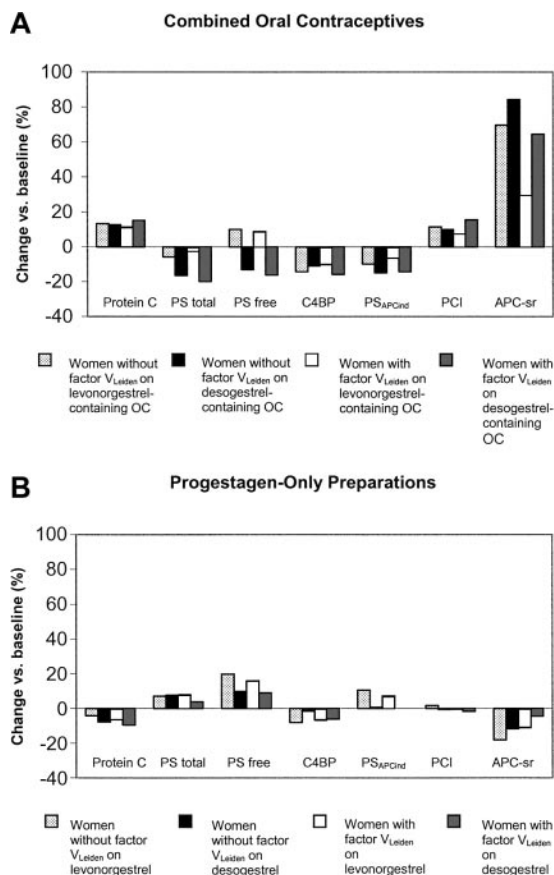 A
Combined Oral Contraceptives
Change vs. baseline (%)
100
80
60
40
20
0
-20
-40
Protein C PS total PS free C4BP PSAPCind PCI APC-sr
Women without
factor VLeiden on
levonorgestrel-
containing OC
Women without
factor VLeiden on
desogestrel-
containing OC
Women with
factor VLeiden on
levonorgestrel-
containing OC
Women with
factor VLeiden
on
desogestrel-
containing
OC
B
Progestagen-Only Preparations
Change vs. baseline (%)
100
80
60
40
20
0
-20
-40
Protein C PS total PS free C4BP PSAPCind PCI APC-sr
Women
without factor
VLeiden on
levonorgestrel
Women
without factor
VLeiden on
desogestrel
Women with
factor VLeiden
on
levonorgestrel
Women with
factor VLeiden
on
desogestrel